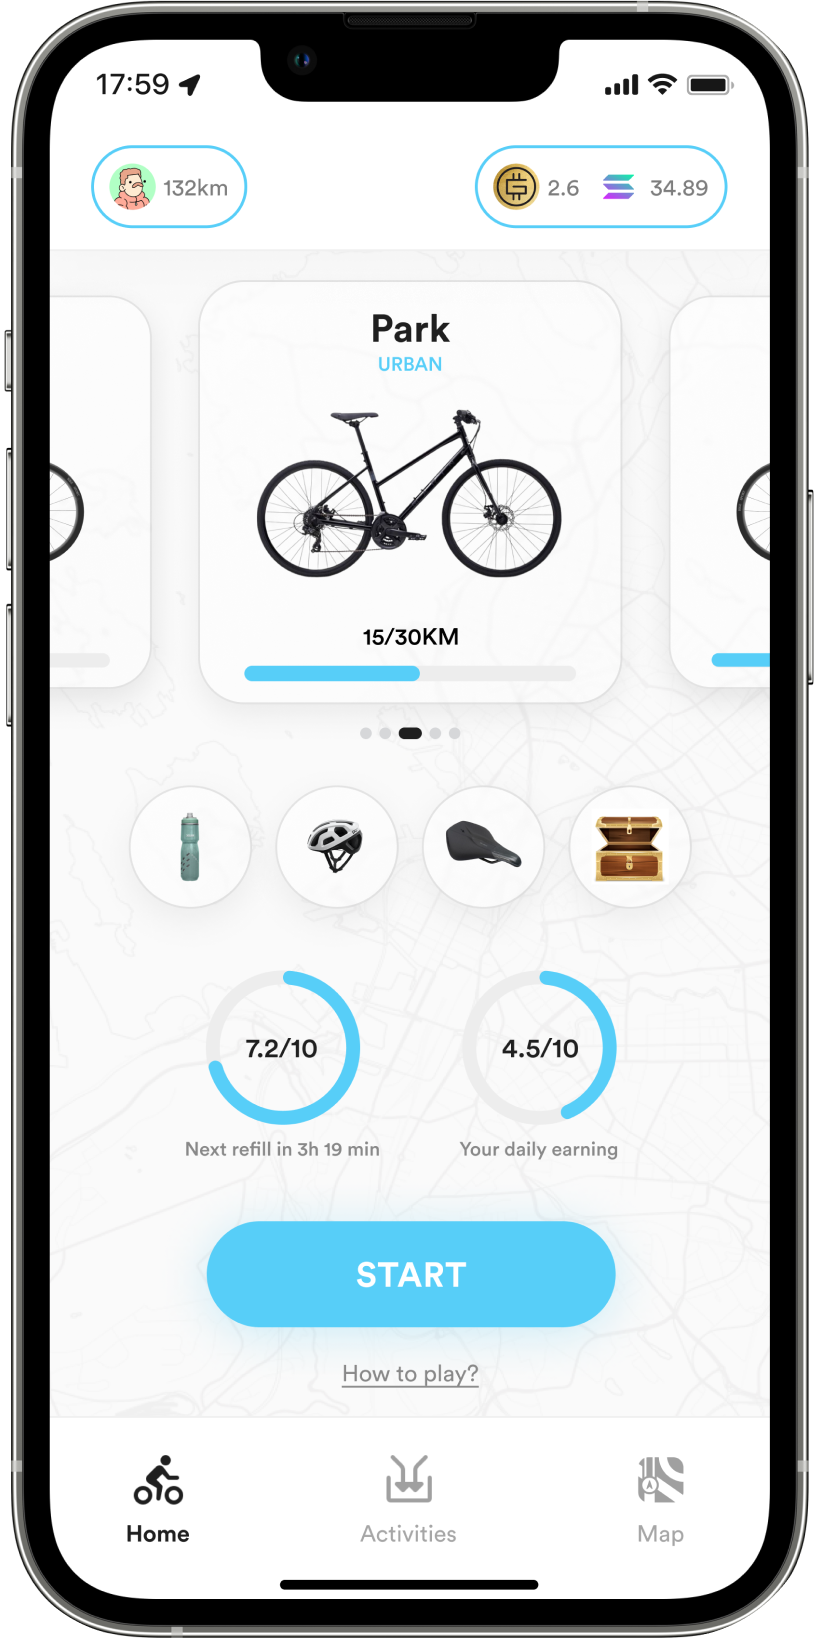 17:59
132km
2.6 34.89
Park
URBAN
15/30KM
7.2/10
4.5/10
Next refill in 3h 19 min
Your daily earning
START
How to play?
Home
Activities
Map